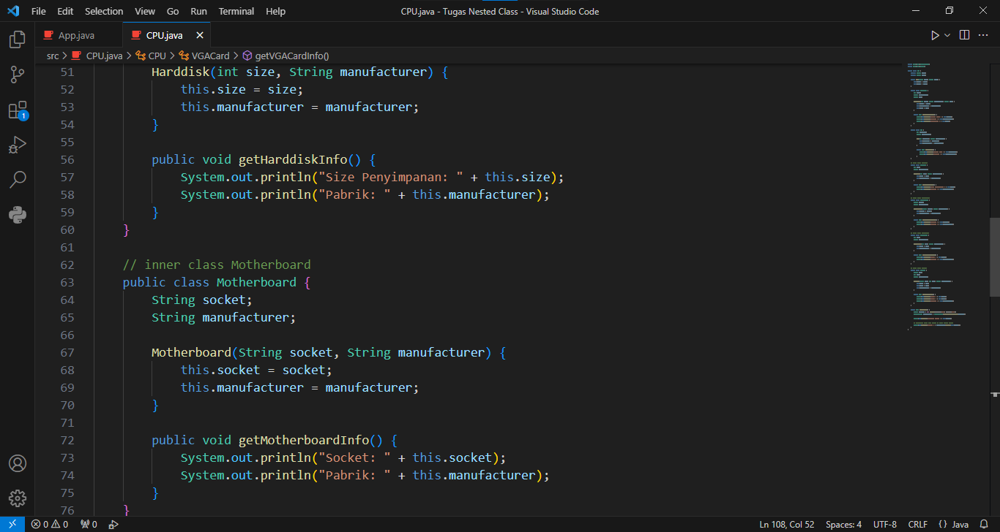 File Edit Selection View Go Run Terminal Help CPU.java - Tugas Nested Class - Visual Studio Code
App.java CPU.java
src > CPU.java > CPU > VGACard > getVGACardInfo()
51 Harddisk(int size, String manufacturer) {
52 this.size = size;
53 this.manufacturer = manufacturer;
54 }
55
56 public void getHarddiskInfo() {
57 System.out.println("Size Penyimpanan: " + this.size);
58 System.out.println("Pabrik: " + this.manufacturer);
59 }
60 }
61
62 // inner class Motherboard
63 public class Motherboard {
64 String socket;
65 String manufacturer;
66
67 Motherboard(String socket, String manufacturer) {
68 this.socket = socket;
69 this.manufacturer = manufacturer;
70 }
71
72 public void getMotherboardInfo() {
73 System.out.println("Socket: " + this.socket);
74 System.out.println("Pabrik: " + this.manufacturer);
75 }
76 }
1
0 0 0 Ln 108, Col 52 Spaces: 4 UTF-8 CRLF {} Java